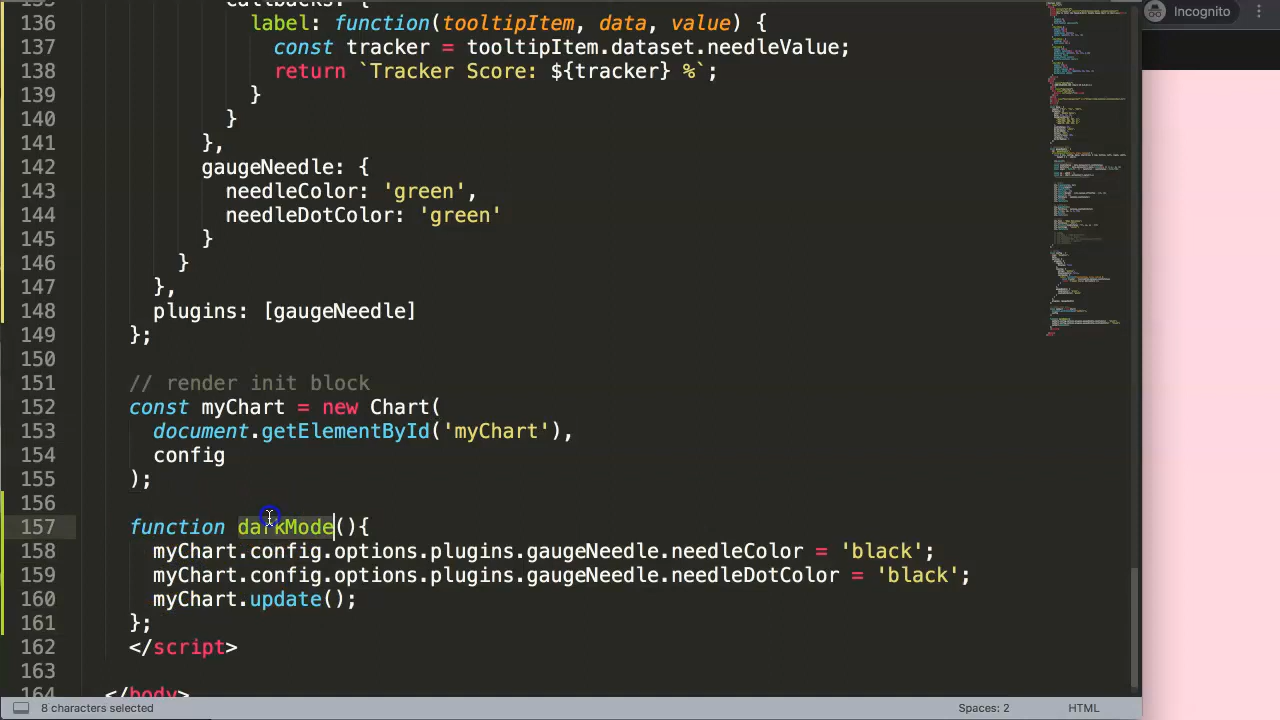 135 callbacks: {
136 label: function(tooltipItem, data, value) {
137 const tracker = tooltipItem.dataset.needleValue;
138 return `Tracker Score: ${tracker} %`;
139 }
140 }
141 },
142 gaugeNeedle: {
143 needleColor: 'green',
144 needleDotColor: 'green'
145 }
146 }
147 },
148 plugins: [gaugeNeedle]
149 };
150
151 // render init block
152 const myChart = new Chart(
153 document.getElementById('myChart'),
154 config
155 );
156
157 function darkMode(){
158 myChart.config.options.plugins.gaugeNeedle.needleColor = 'black';
159 myChart.config.options.plugins.gaugeNeedle.needleDotColor = 'black';
160 myChart.update();
161 };
162 </script>
163
164 </body>
8 characters selected
Spaces: 2
HTML
Incognito